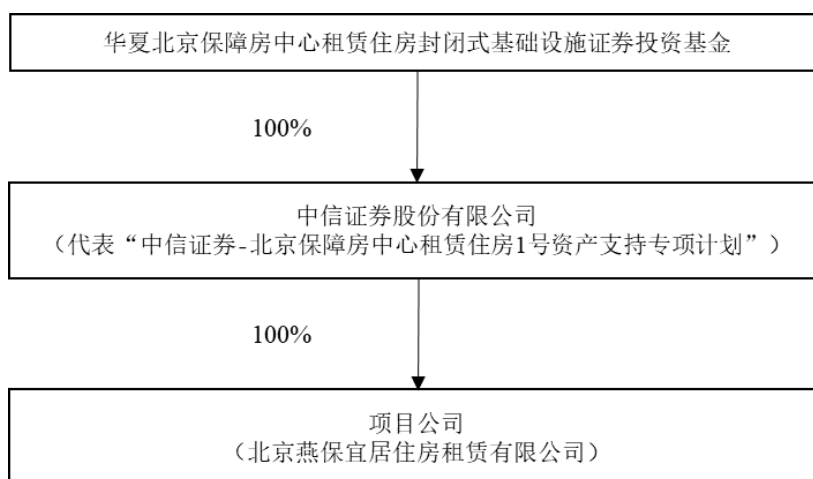 华夏北京保障房中心租赁住房封闭式基础设施证券投资基金
100%
中信证券股份有限公司
（代表“中信证券-北京保障房中心租赁住房1号资产支持专项计划”）
100%
项目公司
（北京燕保宜居住房租赁有限公司）